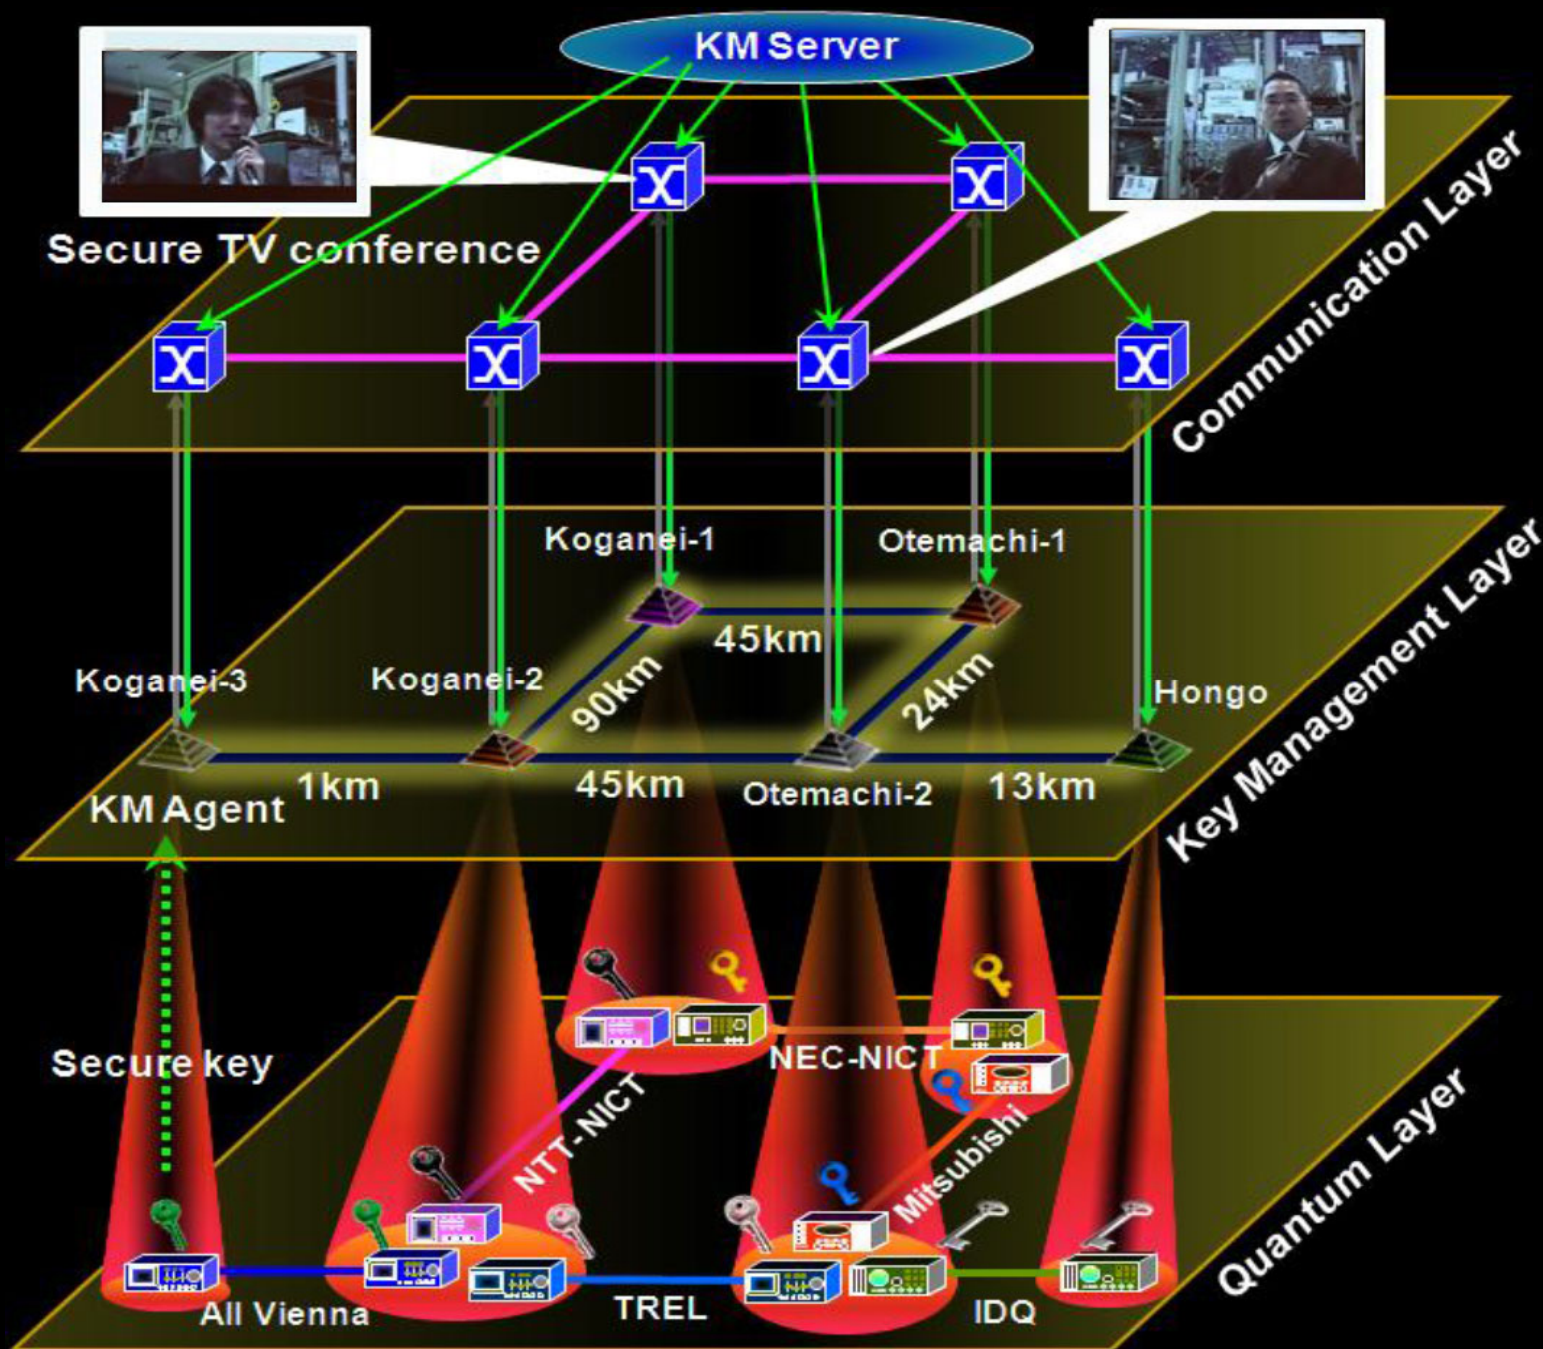 KM Server
Secure TV conference
Communication Layer
Koganei-1
Otemachi-1
45km
Koganei-3
Koganei-2
90km
24km
Hongo
1km
45km
Otemachi-2
13km
KM Agent
Key Management Layer
Secure key
NEC-NICT
NTT-NICT
Mitsubishi
All Vienna
TREL
IDQ
Quantum Layer